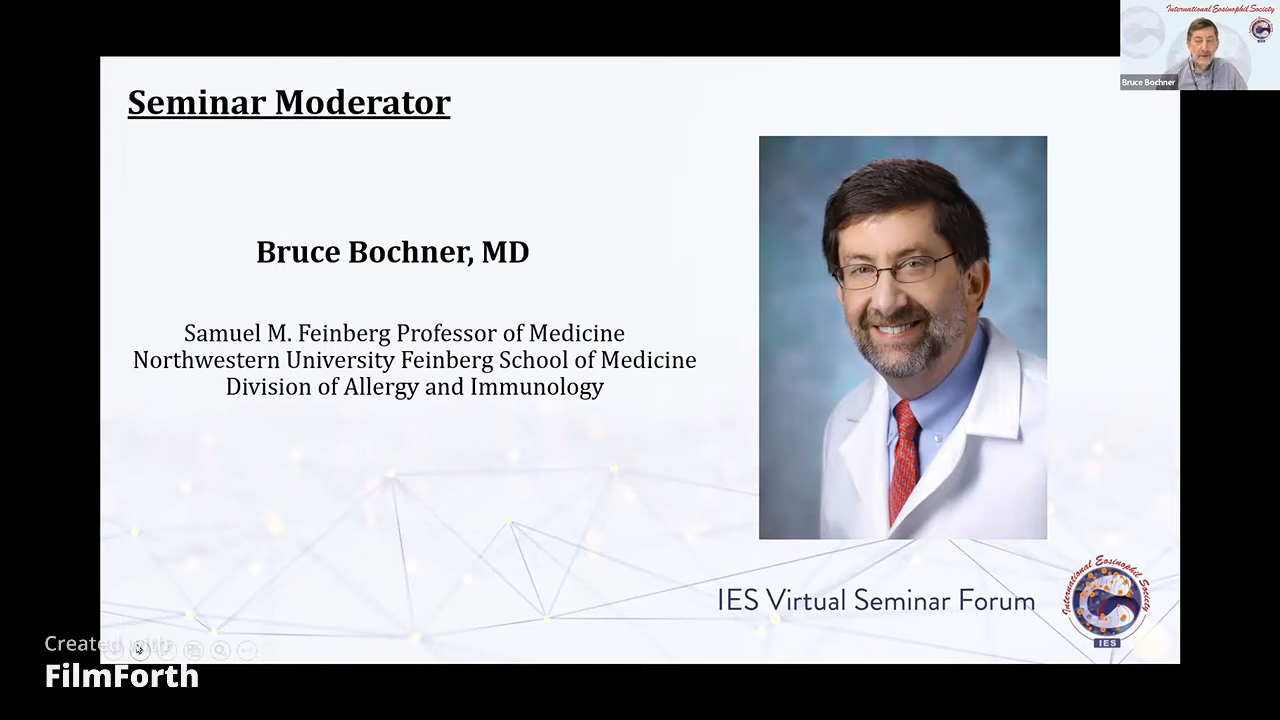 International Eosinophil Society
Bruce Bochner
Seminar Moderator
Bruce Bochner, MD
Samuel M. Feinberg Professor of Medicine
Northwestern University Feinberg School of Medicine
Division of Allergy and Immunology
IES Virtual Seminar Forum
International Eosinophil Society
IES
Created with
FilmForth